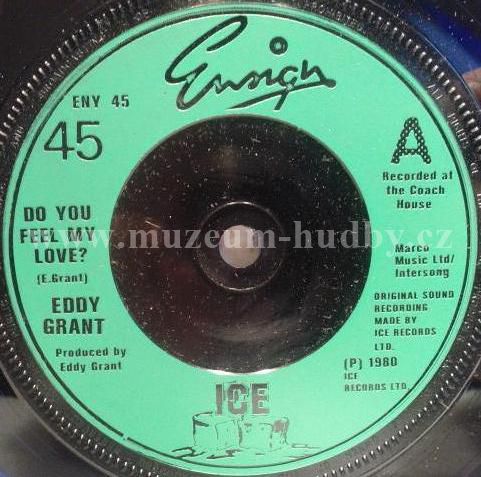 Ensign
ENY 45
45
A
Recorded at
the Coach
House
DO YOU
FEEL MY
LOVE?
(E.Grant)
EDDY
GRANT
Produced by
Eddy Grant
www.muzeum-hudby.cz
Marco
Music Ltd/
Intersong
ORIGINAL SOUND
RECORDING
MADE BY
ICE RECORDS
LTD.
(P) 1980
ICE
RECORDS LTD.
ICE